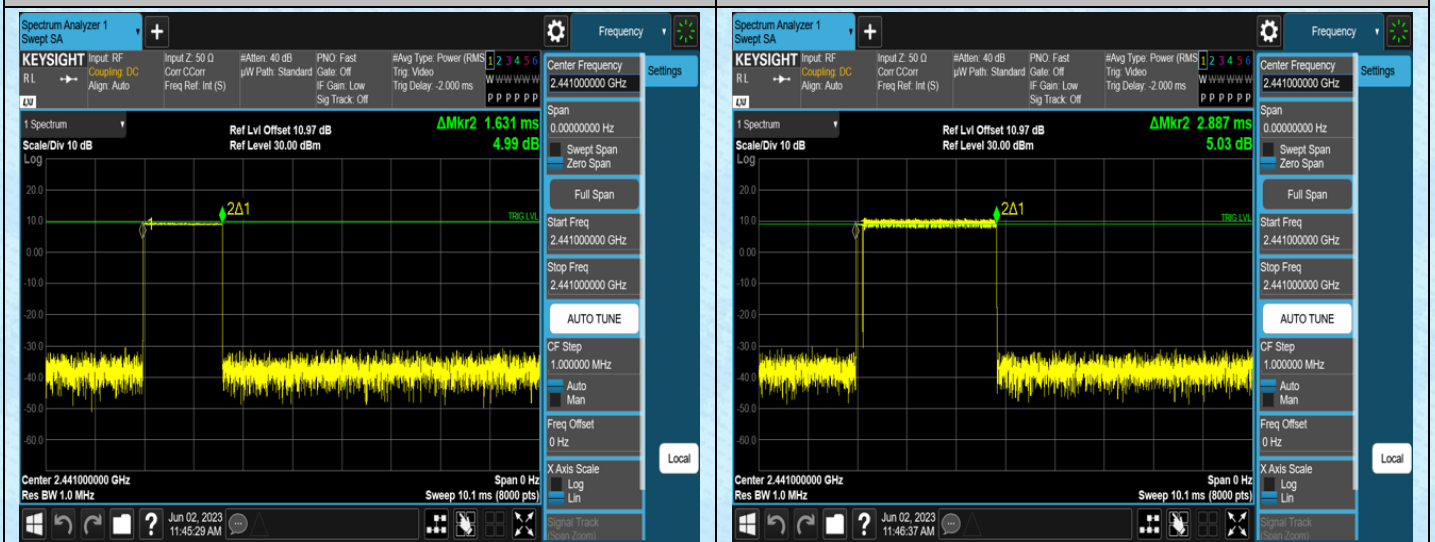 Spectrum Analyzer 1
Swept SA
+
Frequency
KEYSIGHT
RL
LXI
Input: RF
Coupling: DC
Align: Auto
Input Z: 50 Ω
Corr CCorr
Freq Ref: Int (S)
#Atten: 40 dB
µW Path: Standard
PNO: Fast
Gate: Off
IF Gain: Low
Sig Track: Off
#Avg Type: Power (RMS
Trig: Video
Trig Delay: -2.000 ms
1 2 3 4 5 6
W W W W W W
P P P P P P
Center Frequency
2.441000000 GHz
Settings
Span
0.00000000 Hz
Swept Span
Zero Span
Full Span
Start Freq
2.441000000 GHz
Stop Freq
2.441000000 GHz
AUTO TUNE
CF Step
1.000000 MHz
Auto
Man
Freq Offset
0 Hz
X Axis Scale
Log
Lin
Signal Track
(Span Zoom)
Local
1 Spectrum
Scale/Div 10 dB
Log
Ref Lvl Offset 10.97 dB
Ref Level 30.00 dBm
ΔMkr2 1.631 ms
4.99 dB
20.0
10.0
0.00
-10.0
-20.0
-30.0
-40.0
-50.0
-60.0
1
2Δ1
TRIG LVL
Center 2.441000000 GHz
Res BW 1.0 MHz
Span 0 Hz
Sweep 10.1 ms (8000 pts)
?
Jun 02, 2023
11:45:29 AM
Spectrum Analyzer 1
Swept SA
+
Frequency
KEYSIGHT
RL
LXI
Input: RF
Coupling: DC
Align: Auto
Input Z: 50 Ω
Corr CCorr
Freq Ref: Int (S)
#Atten: 40 dB
µW Path: Standard
PNO: Fast
Gate: Off
IF Gain: Low
Sig Track: Off
#Avg Type: Power (RMS
Trig: Video
Trig Delay: -2.000 ms
1 2 3 4 5 6
W W W W W W
P P P P P P
Center Frequency
2.441000000 GHz
Settings
Span
0.00000000 Hz
Swept Span
Zero Span
Full Span
Start Freq
2.441000000 GHz
Stop Freq
2.441000000 GHz
AUTO TUNE
CF Step
1.000000 MHz
Auto
Man
Freq Offset
0 Hz
X Axis Scale
Log
Lin
Signal Track
(Span Zoom)
Local
1 Spectrum
Scale/Div 10 dB
Log
Ref Lvl Offset 10.97 dB
Ref Level 30.00 dBm
ΔMkr2 2.887 ms
5.03 dB
20.0
10.0
0.00
-10.0
-20.0
-30.0
-40.0
-50.0
-60.0
2Δ1
TRIG LVL
Center 2.441000000 GHz
Res BW 1.0 MHz
Span 0 Hz
Sweep 10.1 ms (8000 pts)
?
Jun 02, 2023
11:46:37 AM